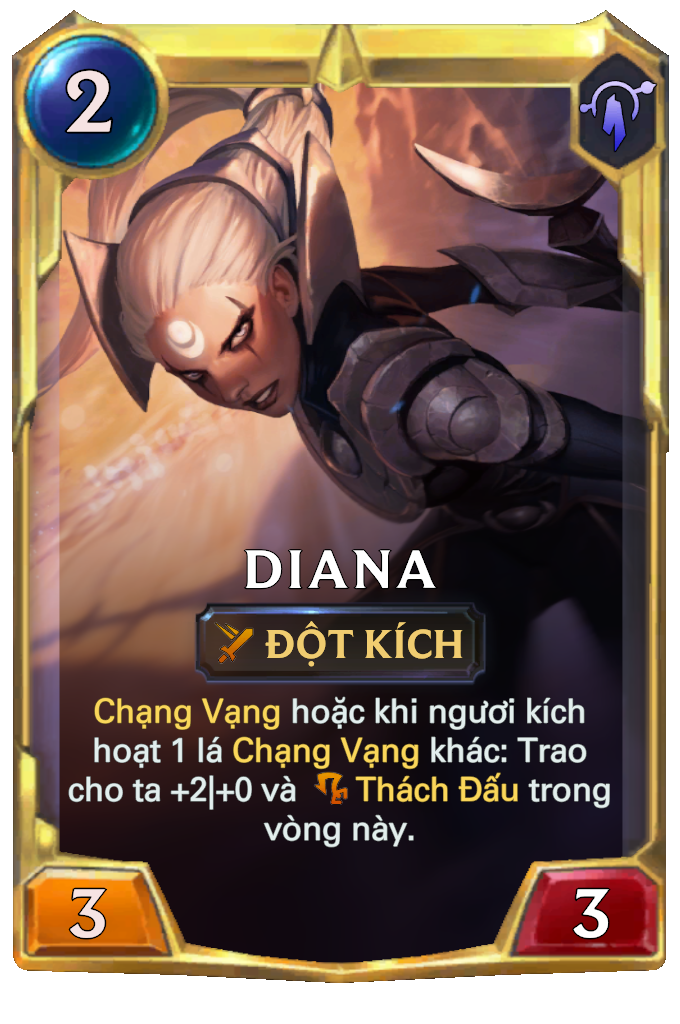 2
DIANA
ĐỘT KÍCH
Chạng Vạng hoặc khi ngươi kích
hoạt 1 lá Chạng Vạng khác: Trao
cho ta +2|+0 và Thách Đấu trong
vòng này.
3 3